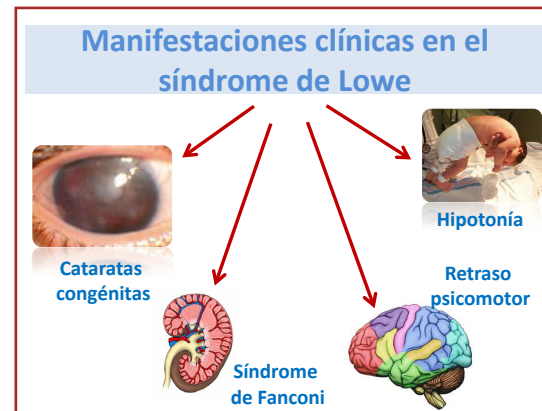 Manifestaciones clínicas en el
síndrome de Lowe
Hipotonía
Cataratas
congénitas
Retraso
psicomotor
Síndrome
de Fanconi